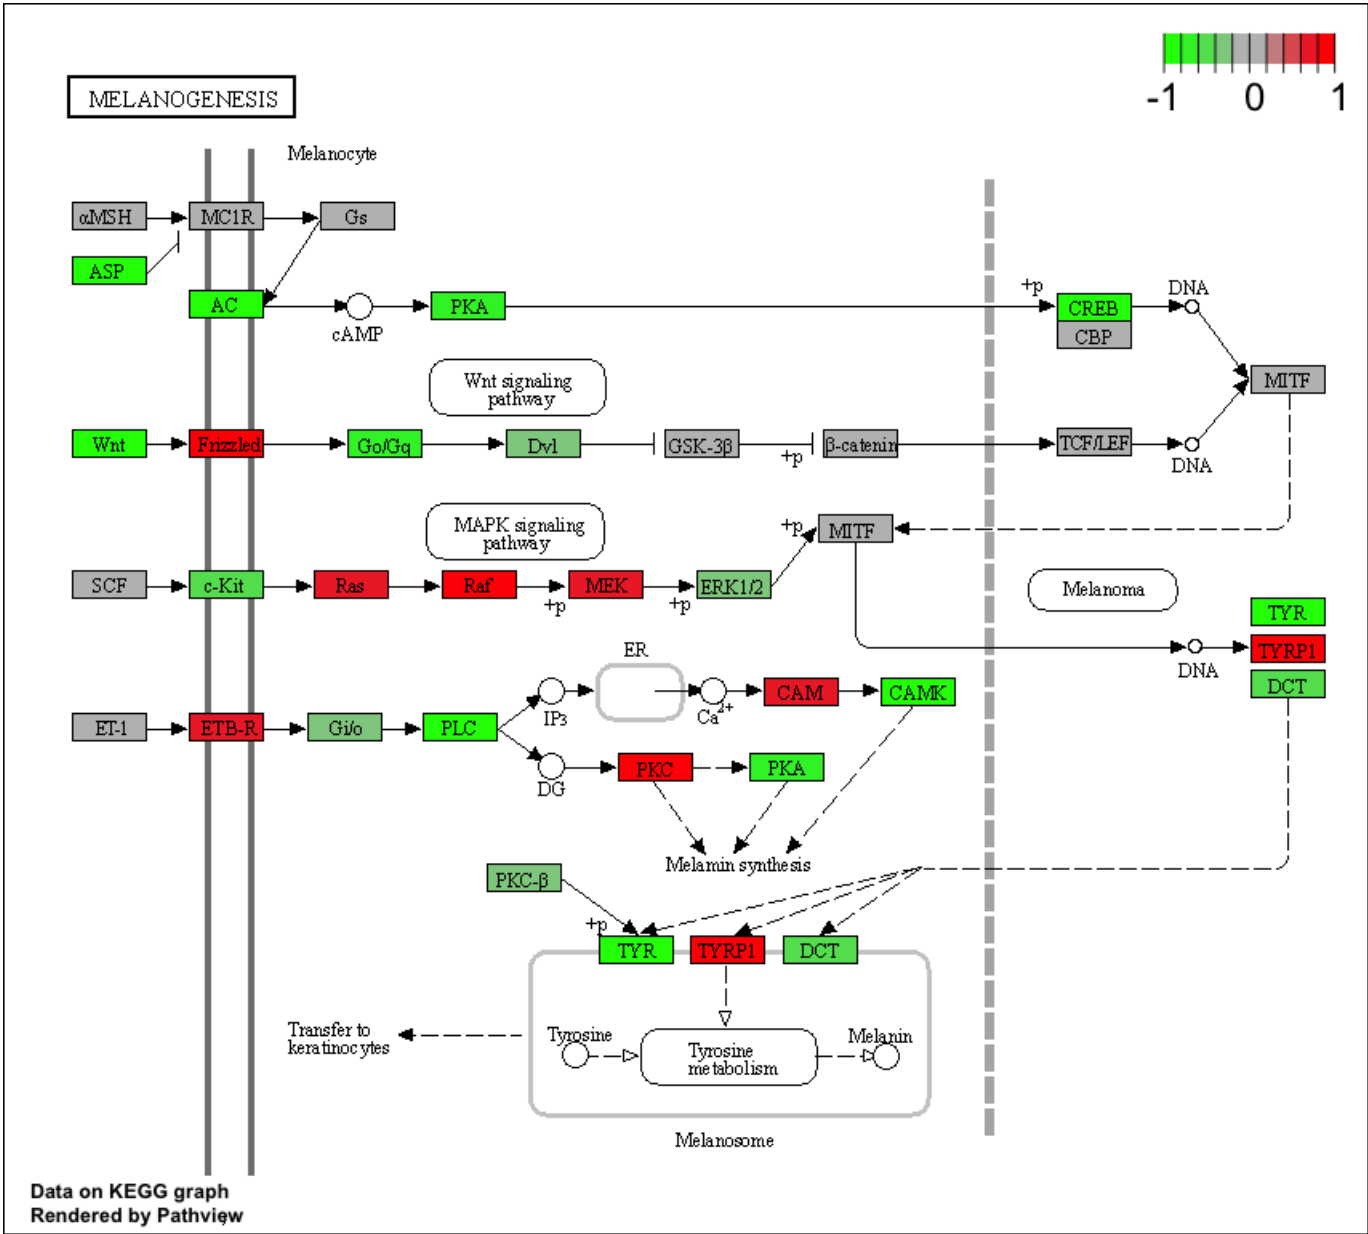 -1 0 1
MELANOGENESIS
Melanocyte
αMSH MC1R Gs
ASP
AC cAMP PKA +p CREB DNA
CBP
MITF
Wnt signaling
pathway
Wnt Frizzled Go/Gq Dvl GSK-3β +p β-catenin TCF/LEF DNA
MAPK signaling
pathway
+p MITF
SCF c-Kit Ras Raf +p MEK +p ERK1/2
Melanoma
TYR
TYRP1
DNA
DCT
ER
IP3 Ca2+ CAM CAMK
ET-1 ETB-R Gi/o PLC
DG PKC PKA
Melamin synthesis
PKC-β
+p
TYR TYRP1 DCT
Transfer to
keratinocytes
Tyrosine
Tyrosine
metabolism
Melanin
Melanosome
Data on KEGG graph
Rendered by Pathview